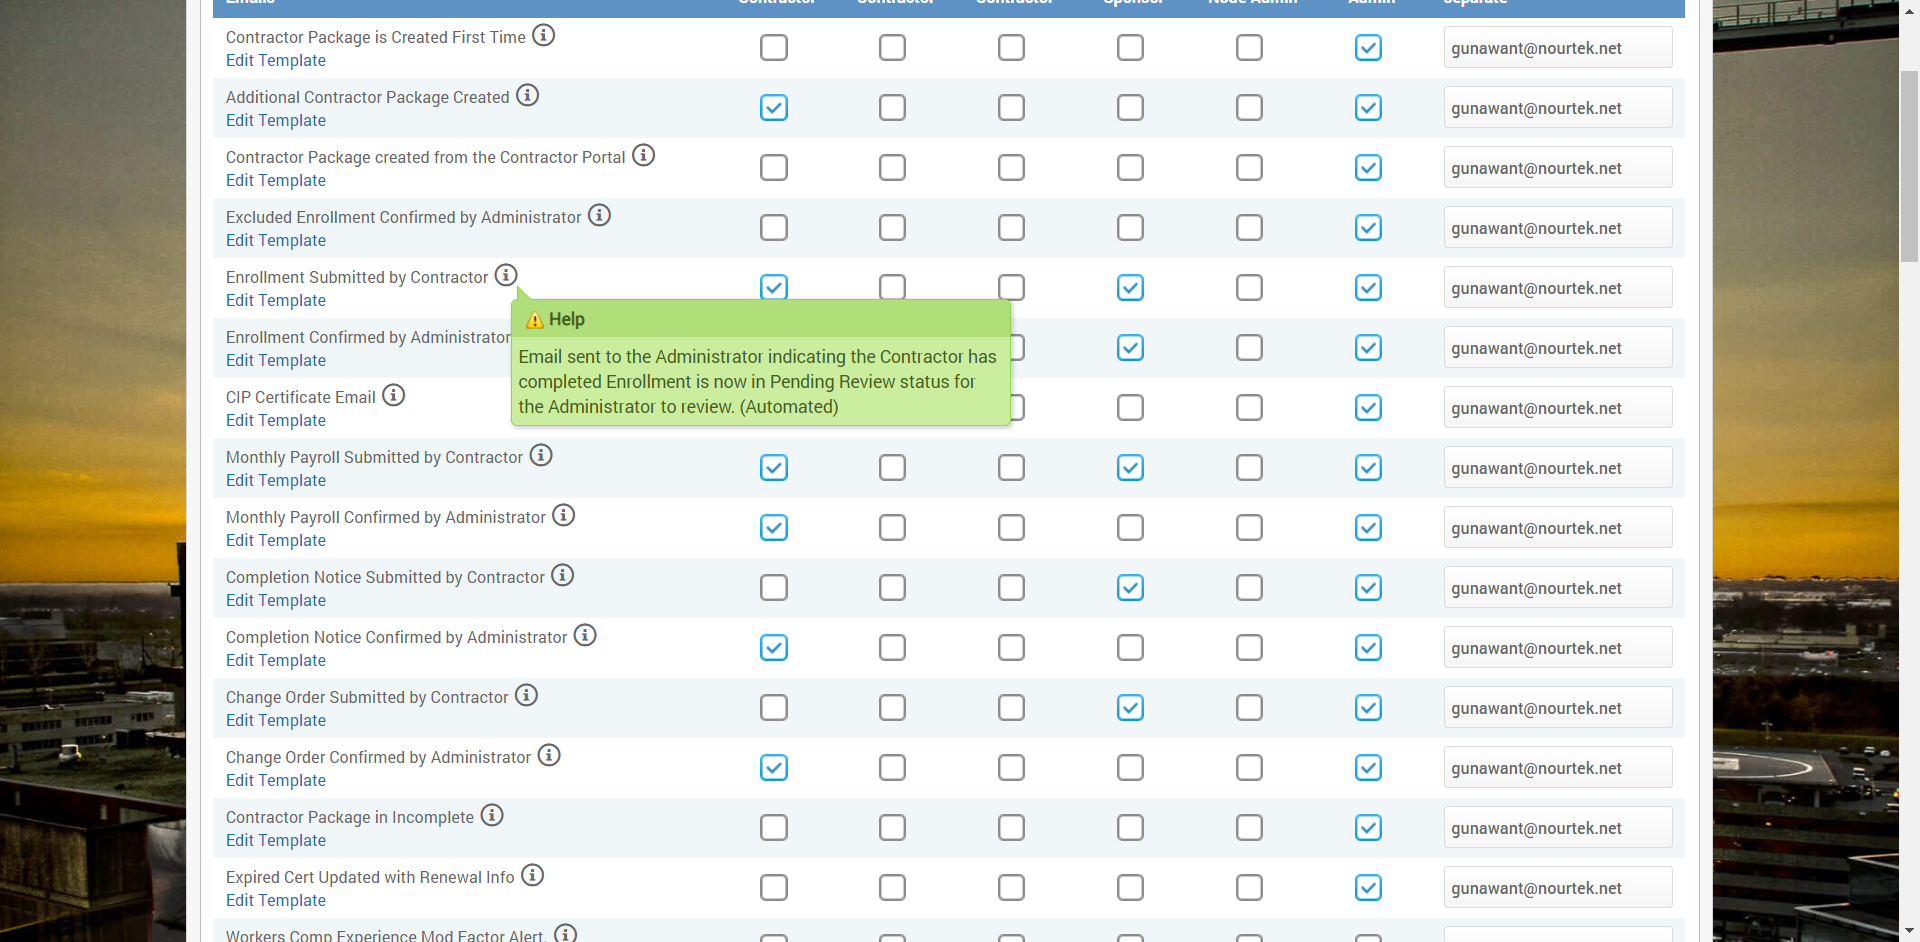 Emails Contractor Contractor Contractor Sponsor Node Admin Admin Separate
Contractor Package is Created First Time
Edit Template
gunawant@nourtek.net
Additional Contractor Package Created
Edit Template
gunawant@nourtek.net
Contractor Package created from the Contractor Portal
Edit Template
gunawant@nourtek.net
Excluded Enrollment Confirmed by Administrator
Edit Template
gunawant@nourtek.net
Enrollment Submitted by Contractor
Edit Template
gunawant@nourtek.net
Help
Email sent to the Administrator indicating the Contractor has
completed Enrollment is now in Pending Review status for
the Administrator to review. (Automated)
Enrollment Confirmed by Administrator
Edit Template
gunawant@nourtek.net
CIP Certificate Email
Edit Template
gunawant@nourtek.net
Monthly Payroll Submitted by Contractor
Edit Template
gunawant@nourtek.net
Monthly Payroll Confirmed by Administrator
Edit Template
gunawant@nourtek.net
Completion Notice Submitted by Contractor
Edit Template
gunawant@nourtek.net
Completion Notice Confirmed by Administrator
Edit Template
gunawant@nourtek.net
Change Order Submitted by Contractor
Edit Template
gunawant@nourtek.net
Change Order Confirmed by Administrator
Edit Template
gunawant@nourtek.net
Contractor Package in Incomplete
Edit Template
gunawant@nourtek.net
Expired Cert Updated with Renewal Info
Edit Template
gunawant@nourtek.net
Workers Comp Experience Mod Factor Alert.